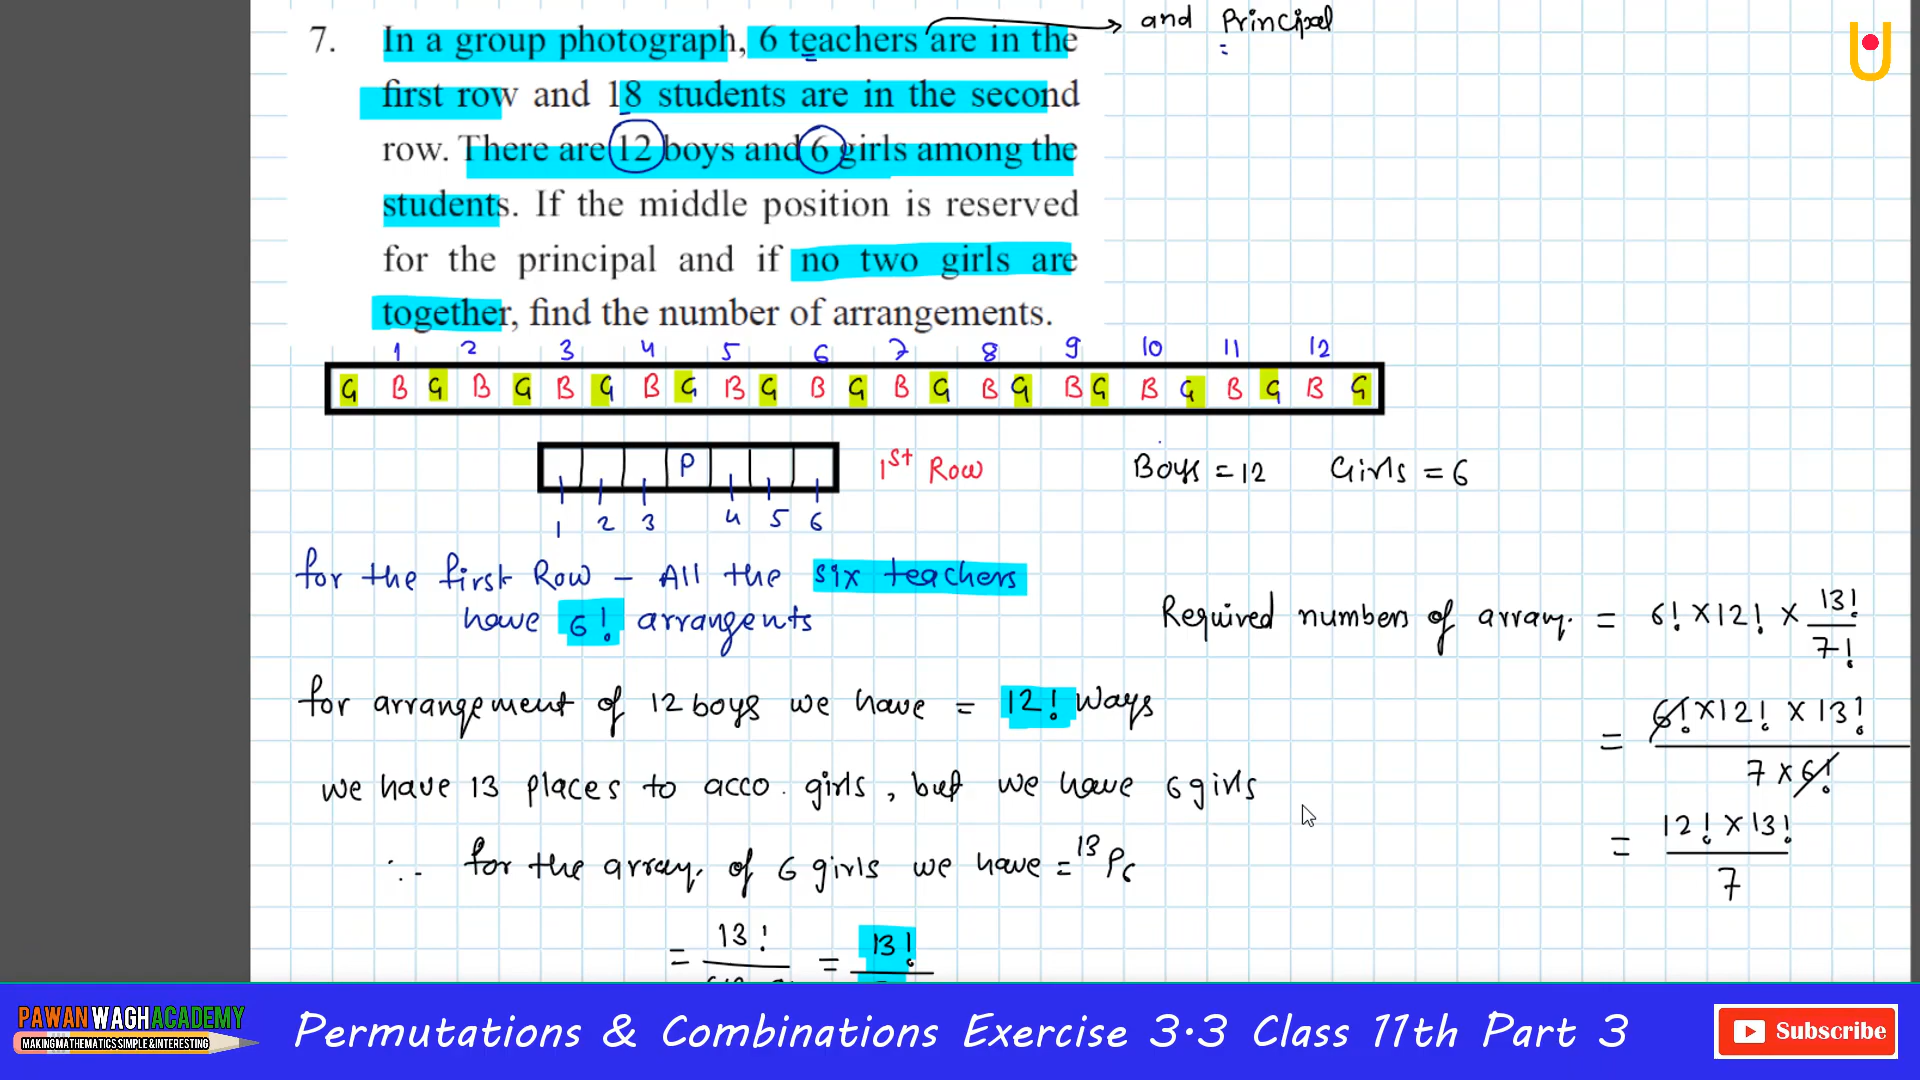 and Principal
7. In a group photograph, 6 teachers are in the
first row and 18 students are in the second
row. There are 12 boys and 6 girls among the
students. If the middle position is reserved
for the principal and if no two girls are
together, find the number of arrangements.
1 2 3 4 5 6 7 8 9 10 11 12
G B G B G B G B G B G B G B G B G B G B G B G B G
P 1st Row Boys = 12 Girls = 6
1 2 3 4 5 6
for the first Row - All the six teachers
have 6! arrangents
Required numbers of array. = 6! × 12! × 13!/7!
for arrangement of 12 boys we have = 12! Ways
= 6! × 12! × 13! / 7 × 6!
we have 13 places to acco. girls, but we have 6 girls
= 12! × 13! / 7
∴ for the array. of 6 girls we have = 13P6
= 13! = 13!
PAWAN WAGH ACADEMY
MAKING MATHEMATICS SIMPLE & INTERESTING
Permutations & Combinations Exercise 3.3 Class 11th Part 3
Subscribe